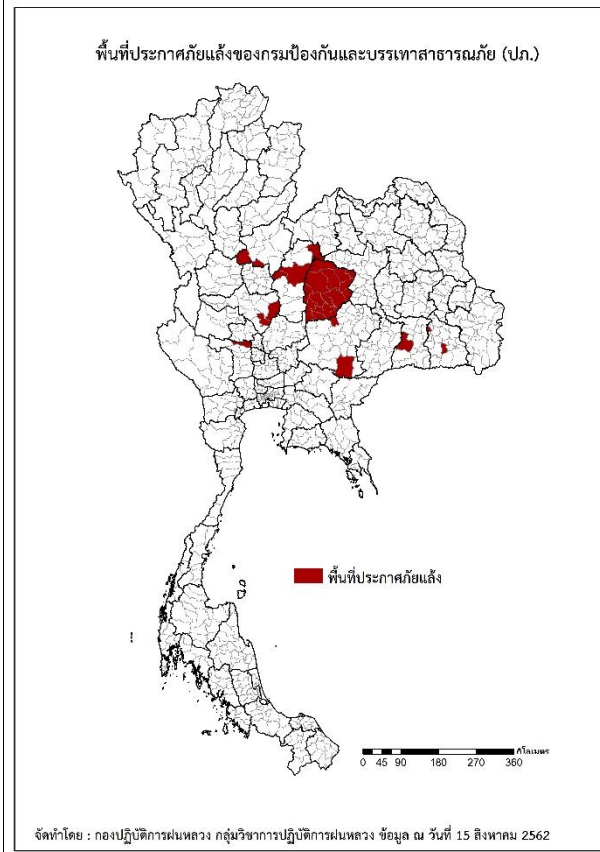 พื้นที่ประกาศภัยแล้งของกรมป้องกันและบรรเทาสาธารณภัย (ปภ.)
พื้นที่ประกาศภัยแล้ง
กิโลเมตร
0 45 90 180 270 360
จัดทำโดย : กองปฏิบัติการฝนหลวง กลุ่มวิชาการปฏิบัติการฝนหลวง ข้อมูล ณ วันที่ 15 สิงหาคม 2562